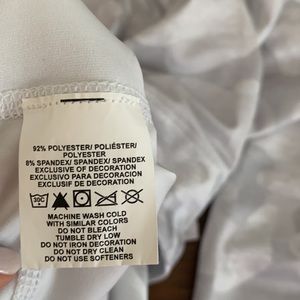 92% POLYESTER/ POLIÉSTER/
POLYESTER
8% SPANDEX/ SPANDEX/ SPANDEX
EXCLUSIVE OF DECORATION
EXCLUSIVO PARA DECORACION
EXCLUSIF DE DECORATION
30C
MACHINE WASH COLD
WITH SIMILAR COLORS
DO NOT BLEACH
TUMBLE DRY LOW
DO NOT IRON DECORATION
DO NOT DRY CLEAN
DO NOT USE SOFTENERS